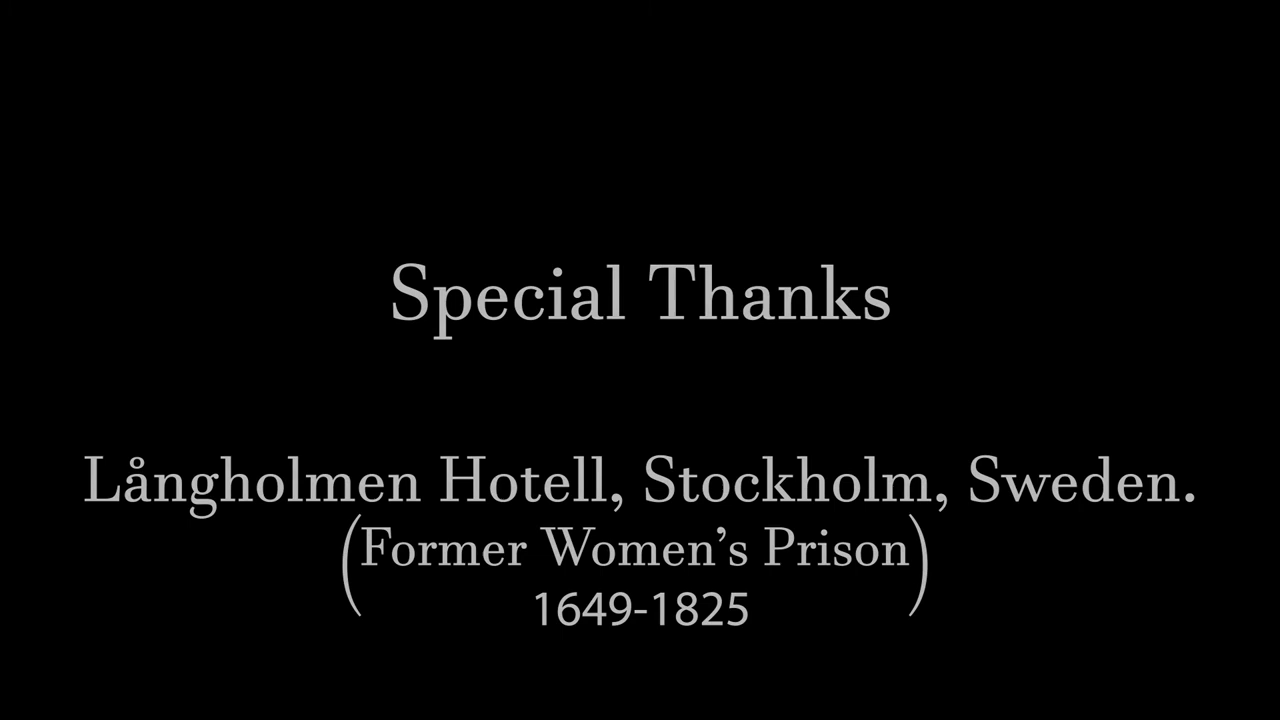 Special Thanks
Långholmen Hotell, Stockholm, Sweden.
(Former Women’s Prison)
1649-1825